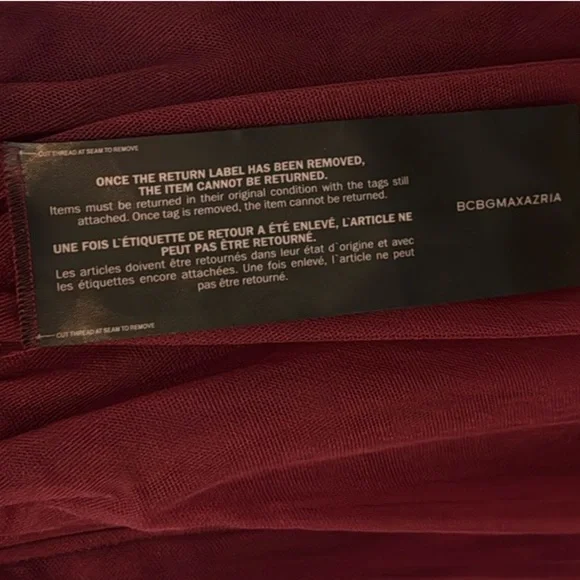 CUT THREAD AT SEAM TO REMOVE
ONCE THE RETURN LABEL HAS BEEN REMOVED,
THE ITEM CANNOT BE RETURNED.
Items must be returned in their original condition with the tags still
attached. Once tag is removed, the item cannot be returned.
UNE FOIS L'ÉTIQUETTE DE RETOUR A ÉTÉ ENLEVÉ, L'ARTICLE NE
PEUT PAS ÊTRE RETOURNÉ.
Les articles doivent être retournés dans leur état d'origine et avec
les étiquettes encore attachées. Une fois enlevé, l'article ne peut
pas être retourné.
CUT THREAD AT SEAM TO REMOVE
BCBGMAXAZRIA